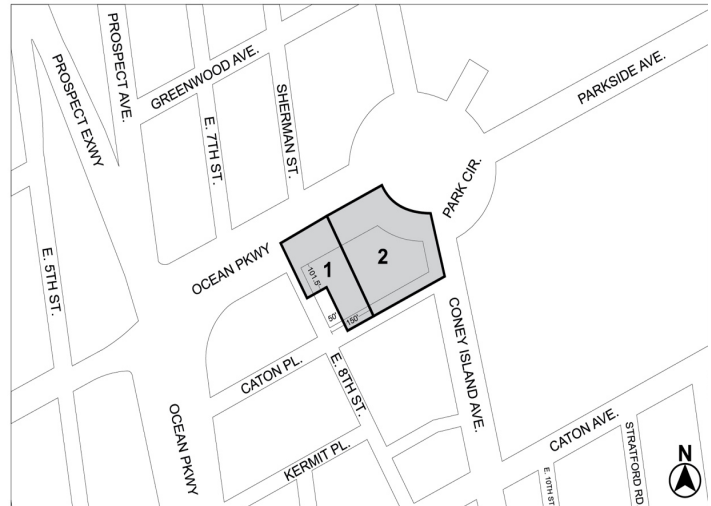 PROSPECT AVE.
GREENWOOD AVE.
PROSPECT EXWY
E. 7TH ST.
SHERMAN ST.
PARKSIDE AVE.
PARK CIR.
OCEAN PKWY
E. 5TH ST.
1
2
101.5'
50'
150'
CATON PL.
E. 8TH ST.
CONEY ISLAND AVE.
OCEAN PKWY
KERMIT PL.
CATON AVE.
E. 10TH ST
STRATFORD RD
N